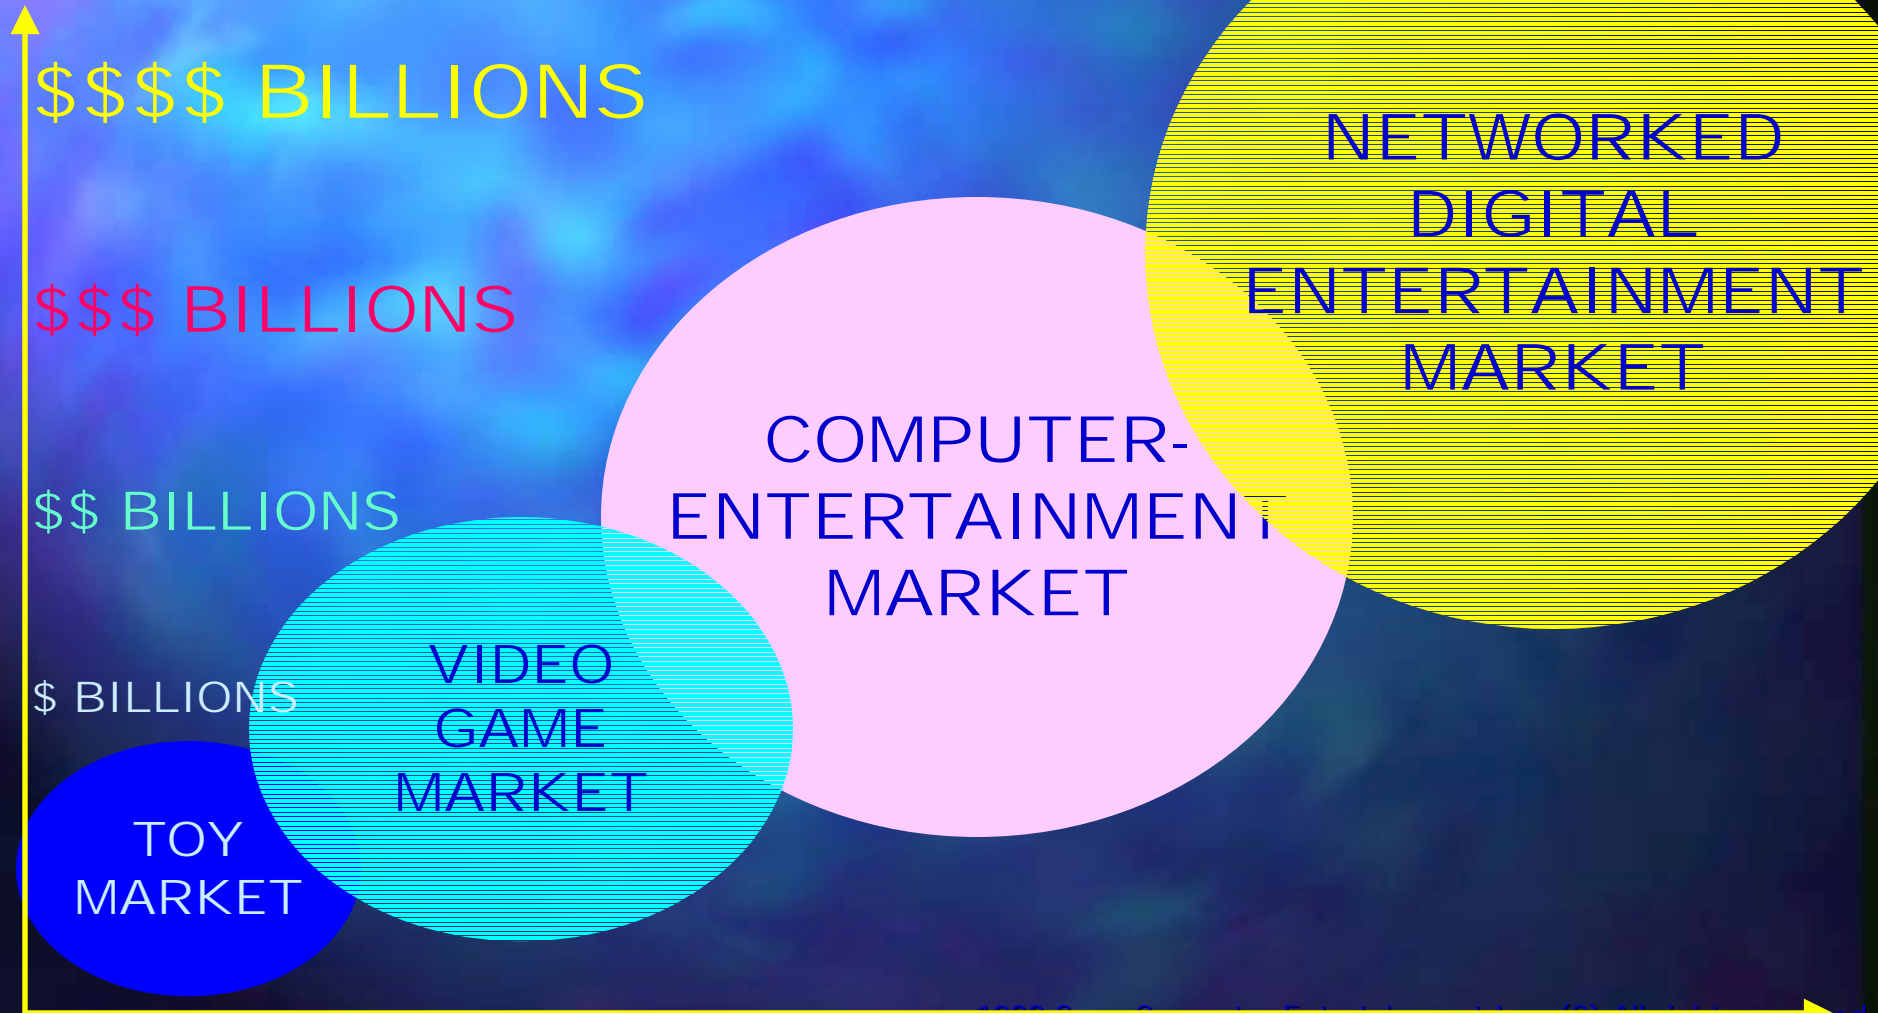 $$$$ BILLIONS
NETWORKED
DIGITAL
ENTERTAINMENT
MARKET
$$$ BILLIONS
COMPUTER-
ENTERTAINMENT
MARKET
$$ BILLIONS
VIDEO
GAME
MARKET
$ BILLIONS
TOY
MARKET